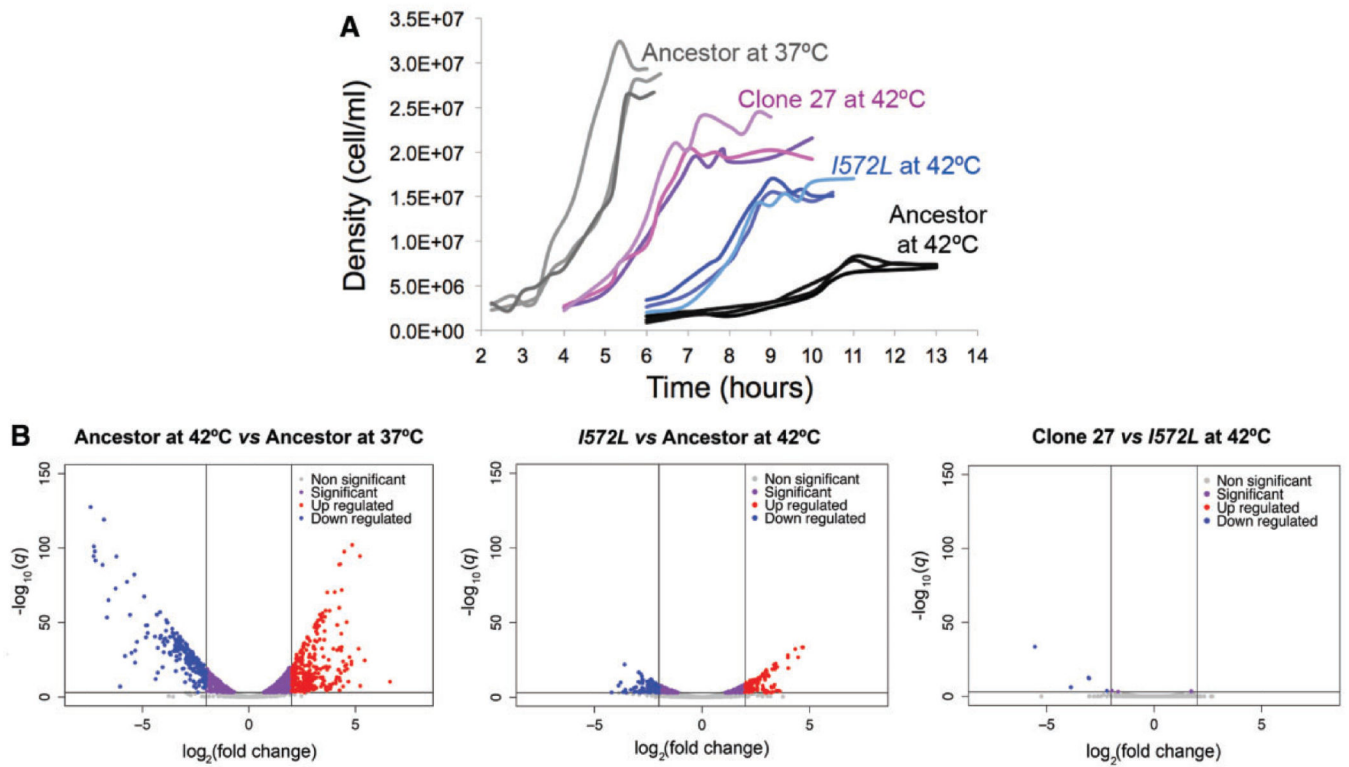 A
3.5E+07
3.0E+07
2.5E+07
2.0E+07
1.5E+07
1.0E+07
5.0E+06
0.0E+00
Density (cell/ml)
Ancestor at 37ºC
Clone 27 at 42ºC
I572L at 42ºC
Ancestor
at 42ºC
2 3 4 5 6 7 8 9 10 11 12 13 14
Time (hours)
B
Ancestor at 42ºC vs Ancestor at 37ºC
150
100
50
0
-log10(q)
Non significant
Significant
Up regulated
Down regulated
−5 0 5
log2(fold change)
I572L vs Ancestor at 42ºC
150
100
50
0
-log10(q)
Non significant
Significant
Up regulated
Down regulated
−5 0 5
log2(fold change)
Clone 27 vs I572L at 42ºC
150
100
50
0
-log10(q)
Non significant
Significant
Up regulated
Down regulated
−5 0 5
log2(fold change)